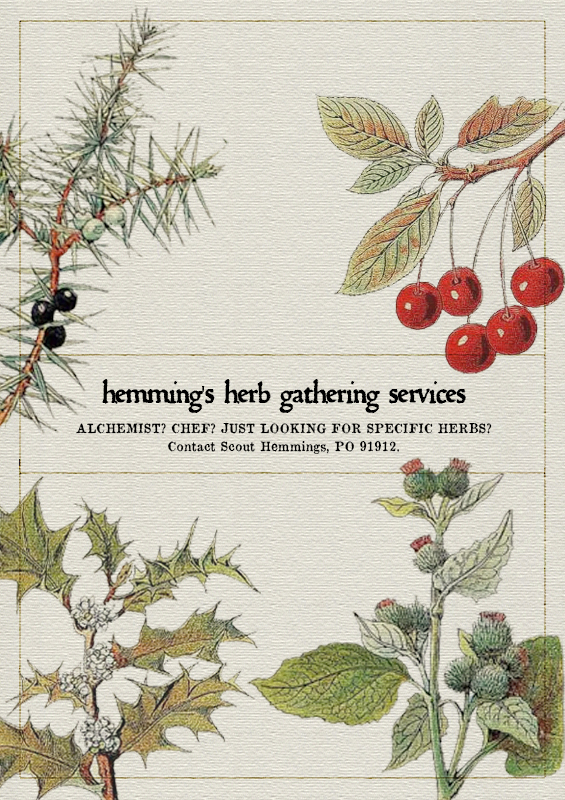 hemming's herb gathering services
ALCHEMIST? CHEF? JUST LOOKING FOR SPECIFIC HERBS?
Contact Scout Hemmings, PO 91912.